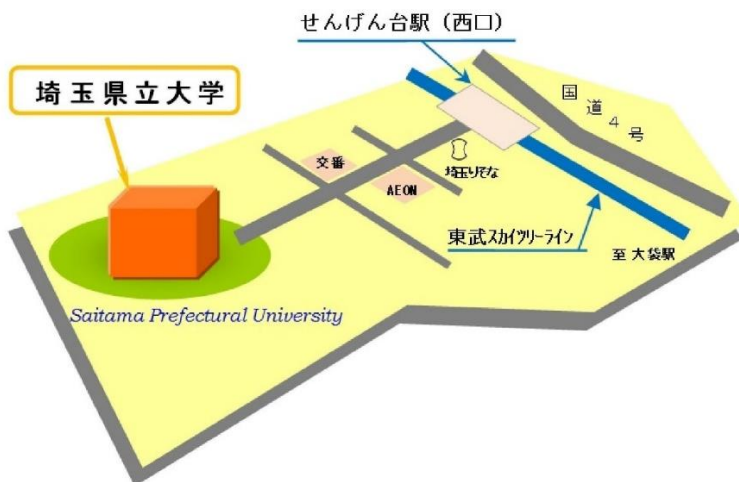 せんげん台駅（西口）
埼玉県立大学
国道4号
交番
埼玉りそな
AEON
東武ｽｶｲﾂﾘｰﾗｲﾝ
至 大袋駅
Saitama Prefectural University